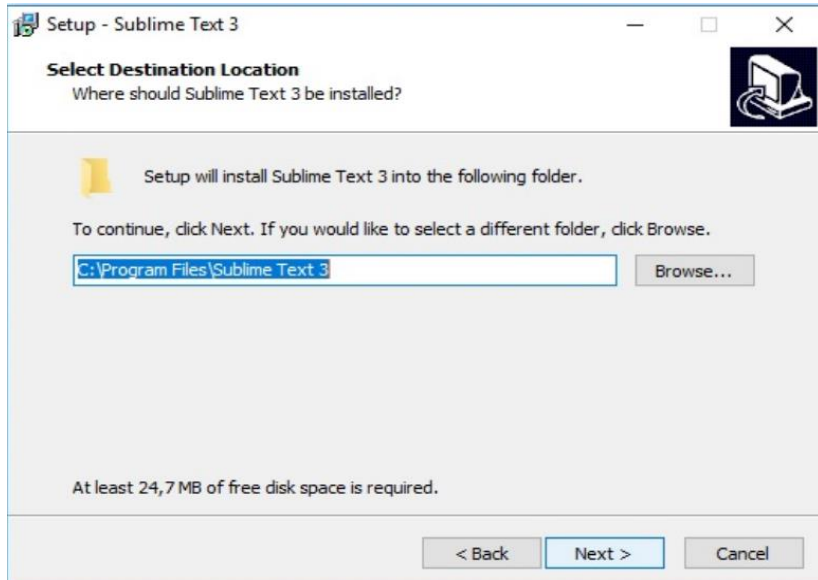 Setup - Sublime Text 3
Select Destination Location
Where should Sublime Text 3 be installed?
Setup will install Sublime Text 3 into the following folder.
To continue, click Next. If you would like to select a different folder, click Browse.
C:\Program Files\Sublime Text 3
Browse...
At least 24,7 MB of free disk space is required.
< Back
Next >
Cancel